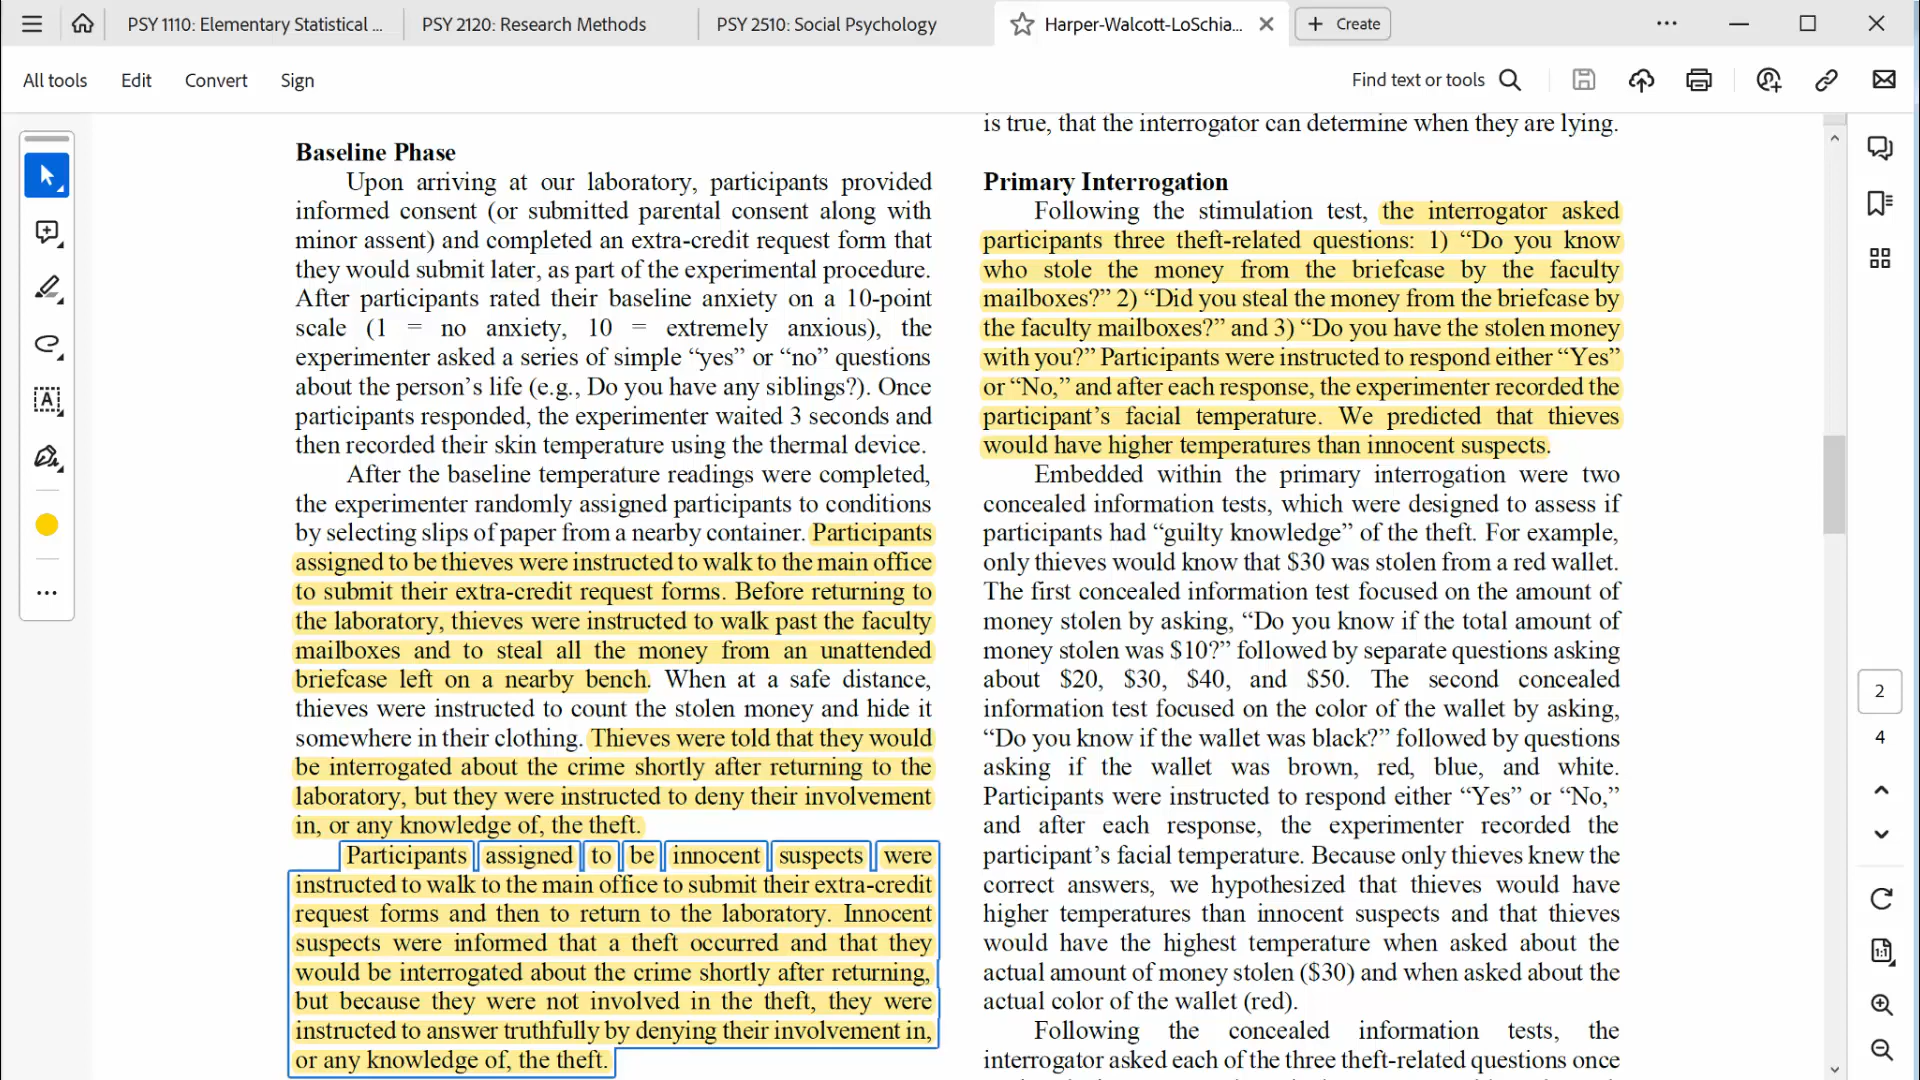 PSY 1110: Elementary Statistical ...
PSY 2120: Research Methods
PSY 2510: Social Psychology
Harper-Walcott-LoSchia...
Create
All tools
Edit
Convert
Sign
Find text or tools
Baseline Phase
Upon arriving at our laboratory, participants provided
informed consent (or submitted parental consent along with
minor assent) and completed an extra-credit request form that
they would submit later, as part of the experimental procedure.
After participants rated their baseline anxiety on a 10-point
scale (1 = no anxiety, 10 = extremely anxious), the
experimenter asked a series of simple “yes” or “no” questions
about the person’s life (e.g., Do you have any siblings?). Once
participants responded, the experimenter waited 3 seconds and
then recorded their skin temperature using the thermal device.
After the baseline temperature readings were completed,
the experimenter randomly assigned participants to conditions
by selecting slips of paper from a nearby container. Participants
assigned to be thieves were instructed to walk to the main office
to submit their extra-credit request forms. Before returning to
the laboratory, thieves were instructed to walk past the faculty
mailboxes and to steal all the money from an unattended
briefcase left on a nearby bench. When at a safe distance,
thieves were instructed to count the stolen money and hide it
somewhere in their clothing. Thieves were told that they would
be interrogated about the crime shortly after returning to the
laboratory, but they were instructed to deny their involvement
in, or any knowledge of, the theft.
Participants assigned to be innocent suspects were
instructed to walk to the main office to submit their extra-credit
request forms and then to return to the laboratory. Innocent
suspects were informed that a theft occurred and that they
would be interrogated about the crime shortly after returning,
but because they were not involved in the theft, they were
instructed to answer truthfully by denying their involvement in,
or any knowledge of, the theft.
is true, that the interrogator can determine when they are lying.
Primary Interrogation
Following the stimulation test, the interrogator asked
participants three theft-related questions: 1) “Do you know
who stole the money from the briefcase by the faculty
mailboxes?” 2) “Did you steal the money from the briefcase by
the faculty mailboxes?” and 3) “Do you have the stolen money
with you?” Participants were instructed to respond either “Yes”
or “No,” and after each response, the experimenter recorded the
participant’s facial temperature. We predicted that thieves
would have higher temperatures than innocent suspects.
Embedded within the primary interrogation were two
concealed information tests, which were designed to assess if
participants had “guilty knowledge” of the theft. For example,
only thieves would know that $30 was stolen from a red wallet.
The first concealed information test focused on the amount of
money stolen by asking, “Do you know if the total amount of
money stolen was $10?” followed by separate questions asking
about $20, $30, $40, and $50. The second concealed
information test focused on the color of the wallet by asking,
“Do you know if the wallet was black?” followed by questions
asking if the wallet was brown, red, blue, and white.
Participants were instructed to respond either “Yes” or “No,”
and after each response, the experimenter recorded the
participant’s facial temperature. Because only thieves knew the
correct answers, we hypothesized that thieves would have
higher temperatures than innocent suspects and that thieves
would have the highest temperature when asked about the
actual amount of money stolen ($30) and when asked about the
actual color of the wallet (red).
Following the concealed information tests, the
interrogator asked each of the three theft-related questions once
2
4
1:1